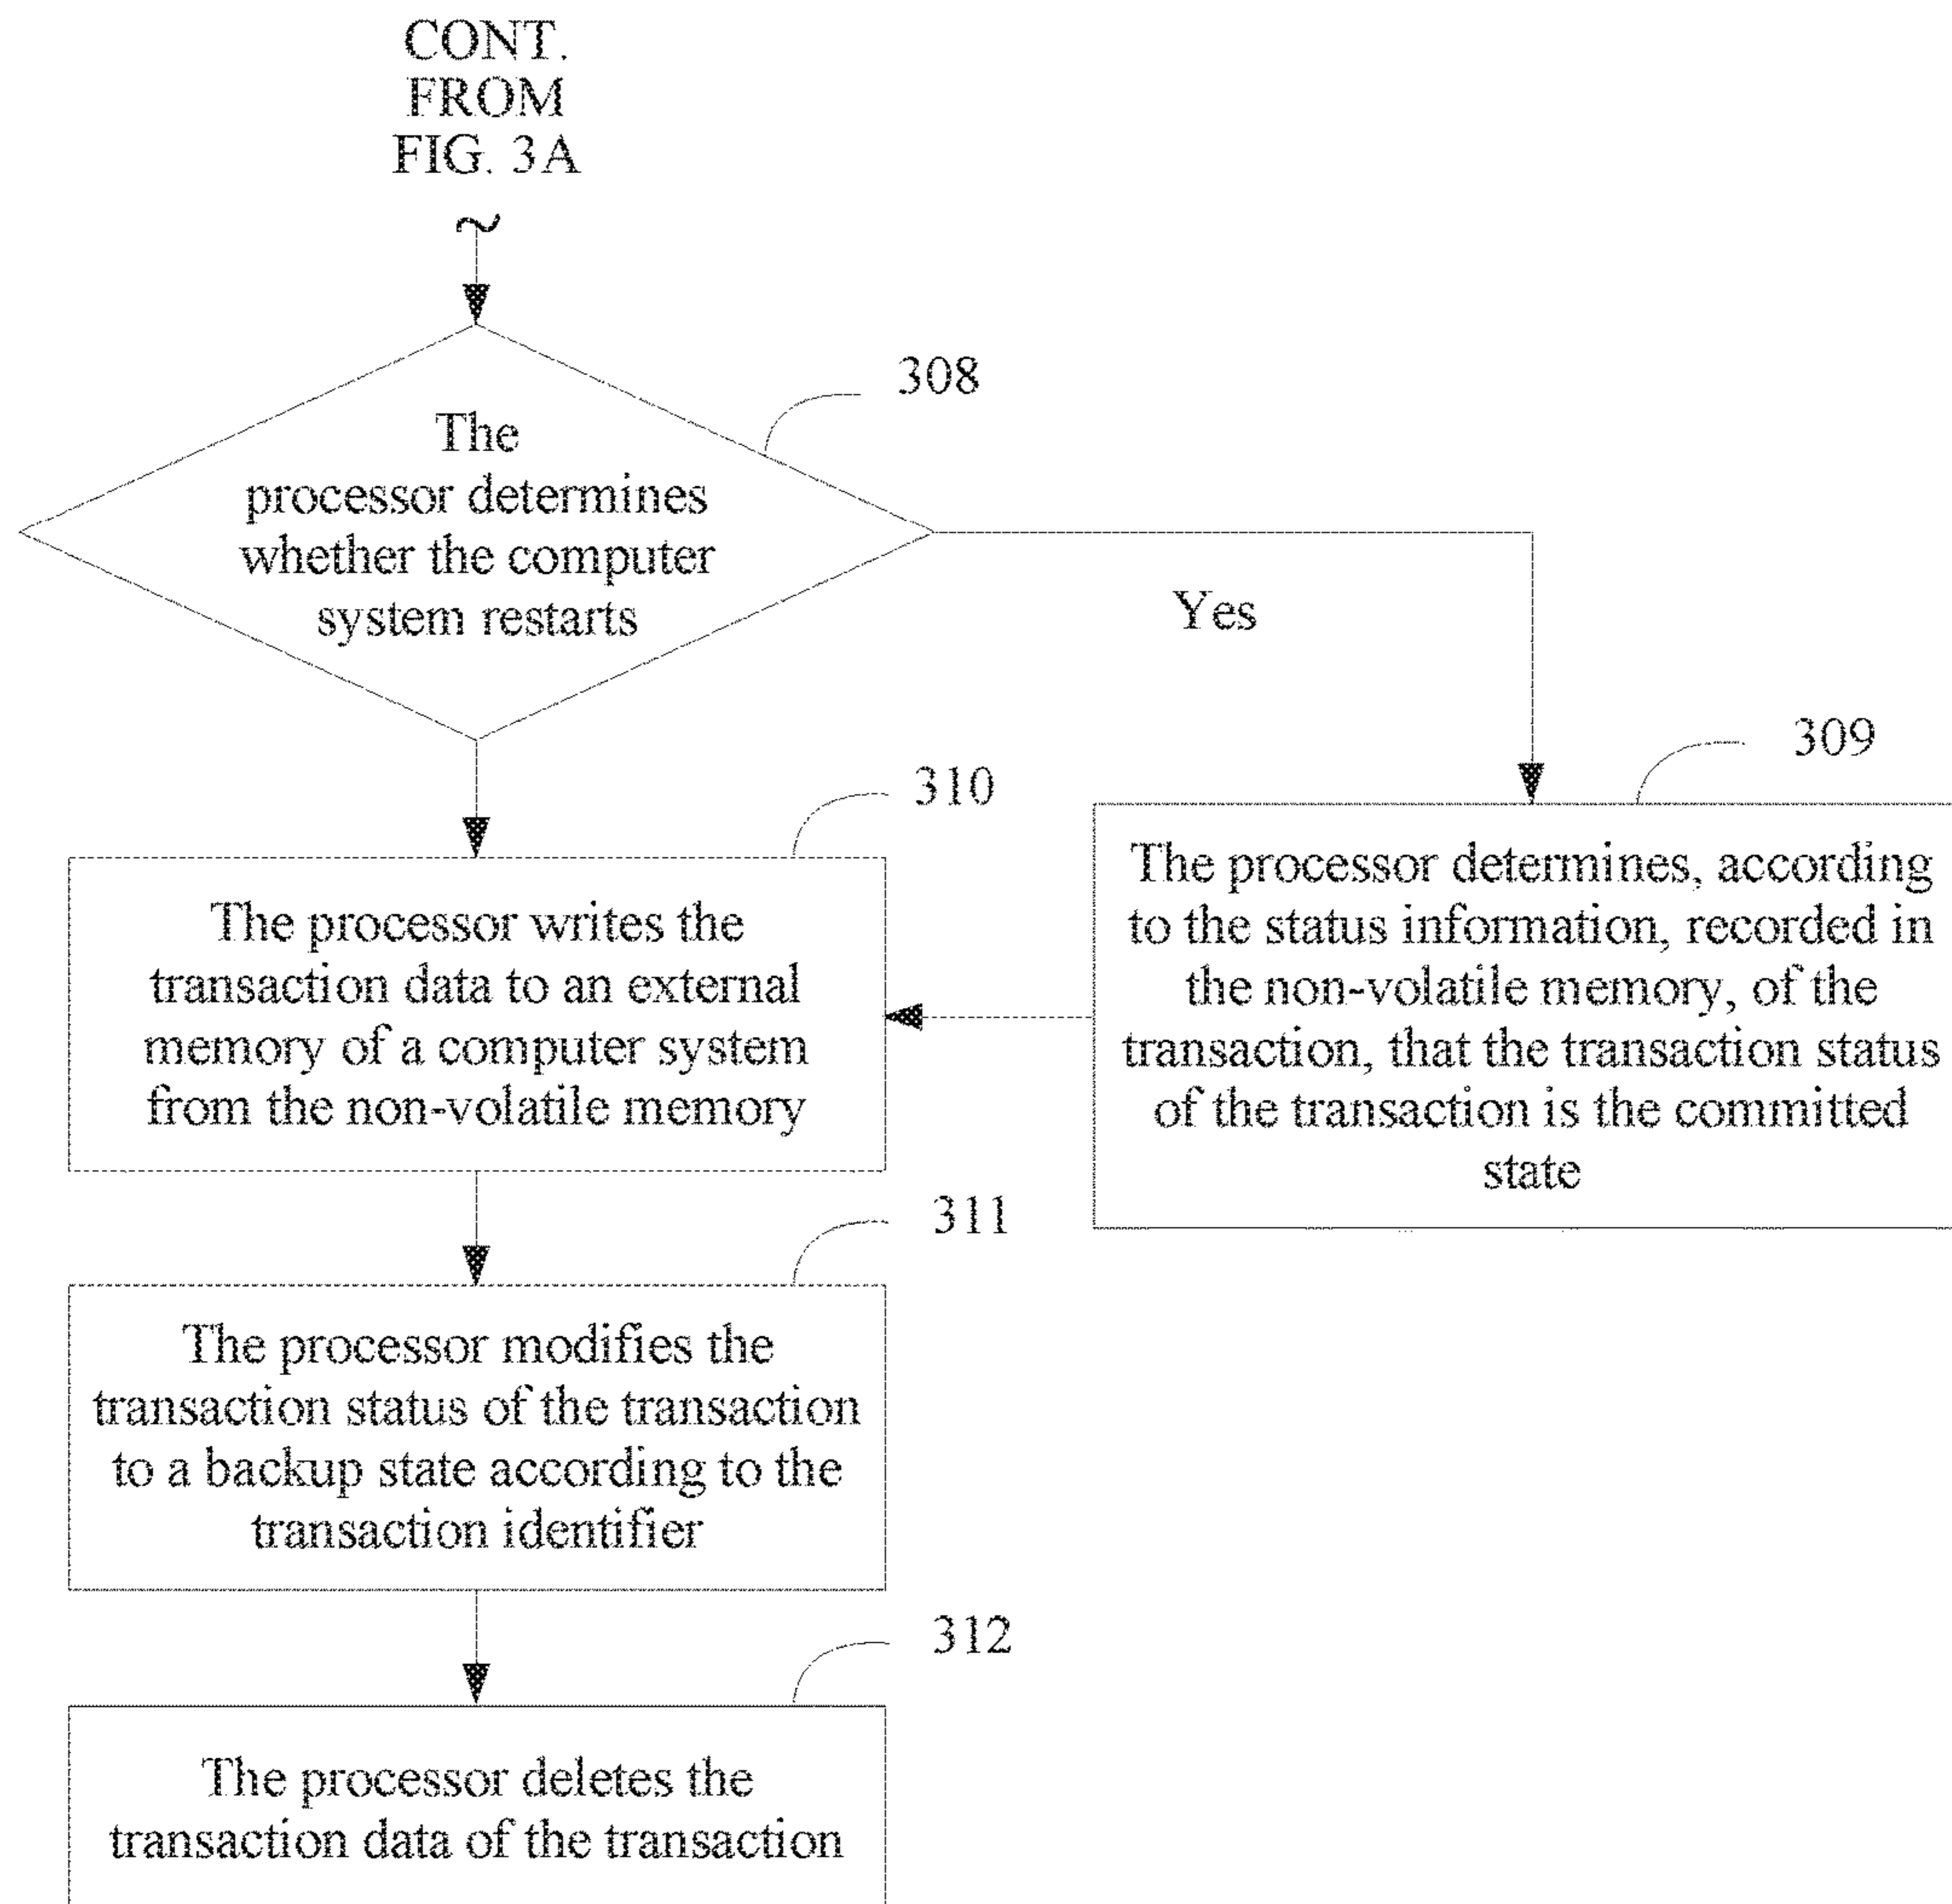 CONT.
FROM
FIG. 3A
308
The
processor determines
whether the computer
system restarts
Yes
309
The processor determines, according
to the status information, recorded in
the non-volatile memory, of the
transaction, that the transaction status
of the transaction is the committed
state
310
The processor writes the
transaction data to an external
memory of a computer system
from the non-volatile memory
311
The processor modifies the
transaction status of the transaction
to a backup state according to the
transaction identifier
312
The processor deletes the
transaction data of the transaction